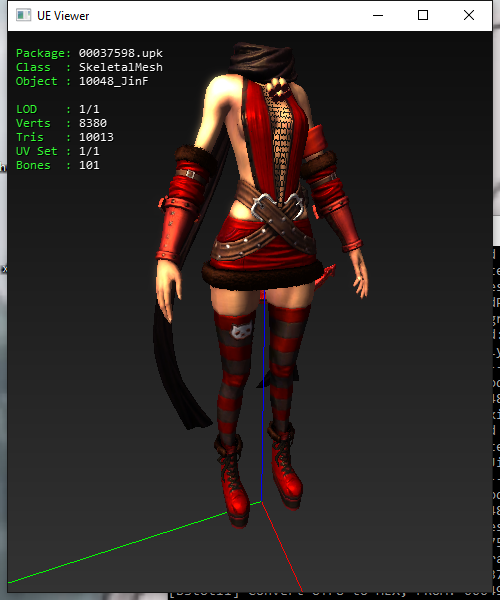 UE Viewer
Package: 00037598.upk
Class  : SkeletalMesh
Object : 10048_JinF
LOD    : 1/1
Verts  : 8380
Tris   : 10013
UV Set : 1/1
Bones  : 101